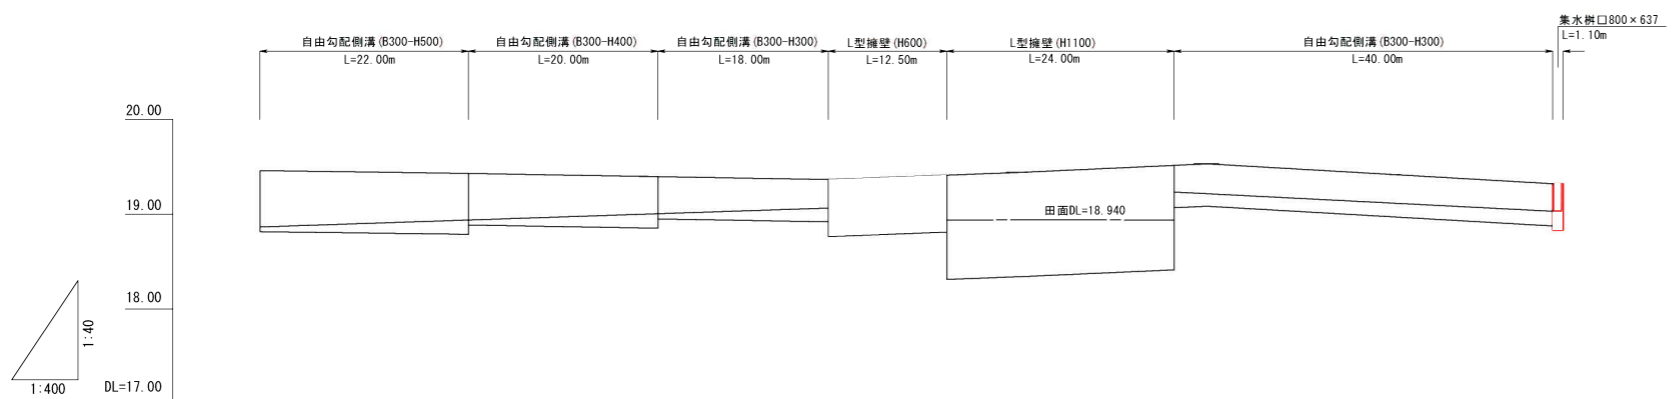 集水桝口800×637
L=1.10m
自由勾配側溝(B300-H500)
L=22.00m
自由勾配側溝(B300-H400)
L=20.00m
自由勾配側溝(B300-H300)
L=18.00m
L型擁壁(H600)
L=12.50m
L型擁壁(H1100)
L=24.00m
自由勾配側溝(B300-H300)
L=40.00m
20.00
19.00
田面DL=18.940
18.00
1:40
1:400
DL=17.00